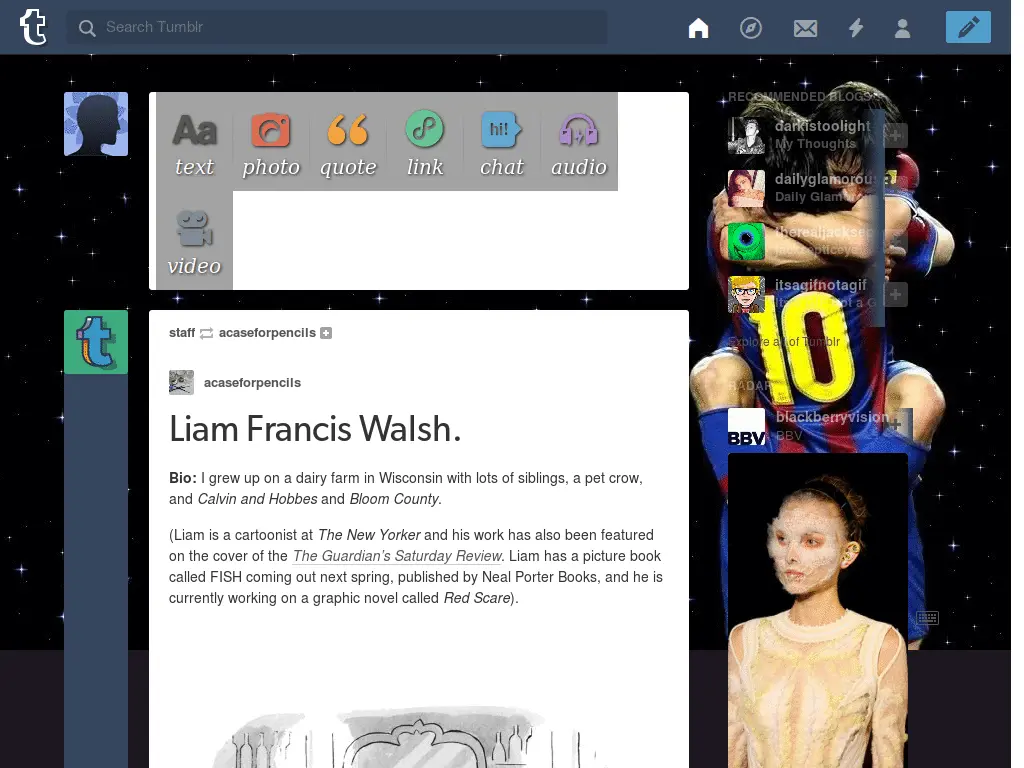 Search Tumblr
Aa
hi!
text photo quote link chat audio
video
staff acaseforpencils
acaseforpencils
Liam Francis Walsh.
Bio: I grew up on a dairy farm in Wisconsin with lots of siblings, a pet crow,
and Calvin and Hobbes and Bloom County.
(Liam is a cartoonist at The New Yorker and his work has also been featured
on the cover of the The Guardian's Saturday Review. Liam has a picture book
called FISH coming out next spring, published by Neal Porter Books, and he is
currently working on a graphic novel called Red Scare).
RECOMMENDED BLOGS
darkistoolight
My Thoughts
Daily
itsagifnotagif
10
Explore all of Tumblr
RADAR
blackberryvision
BBV
BBV